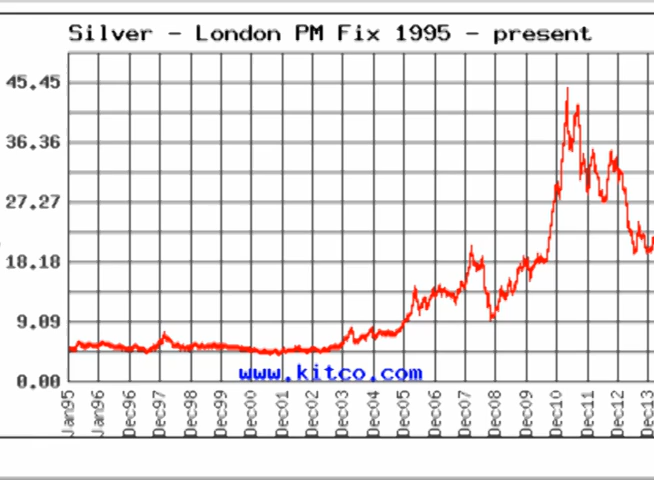 Silver - London PM Fix 1995 - present
45.45
36.36
27.27
18.18
9.09
0.00
www.kitco.com
Jan95
Jan96
Dec96
Dec97
Dec98
Dec99
Dec00
Dec01
Dec02
Dec03
Dec04
Dec05
Dec06
Dec07
Dec08
Dec09
Dec10
Dec11
Dec12
Dec13